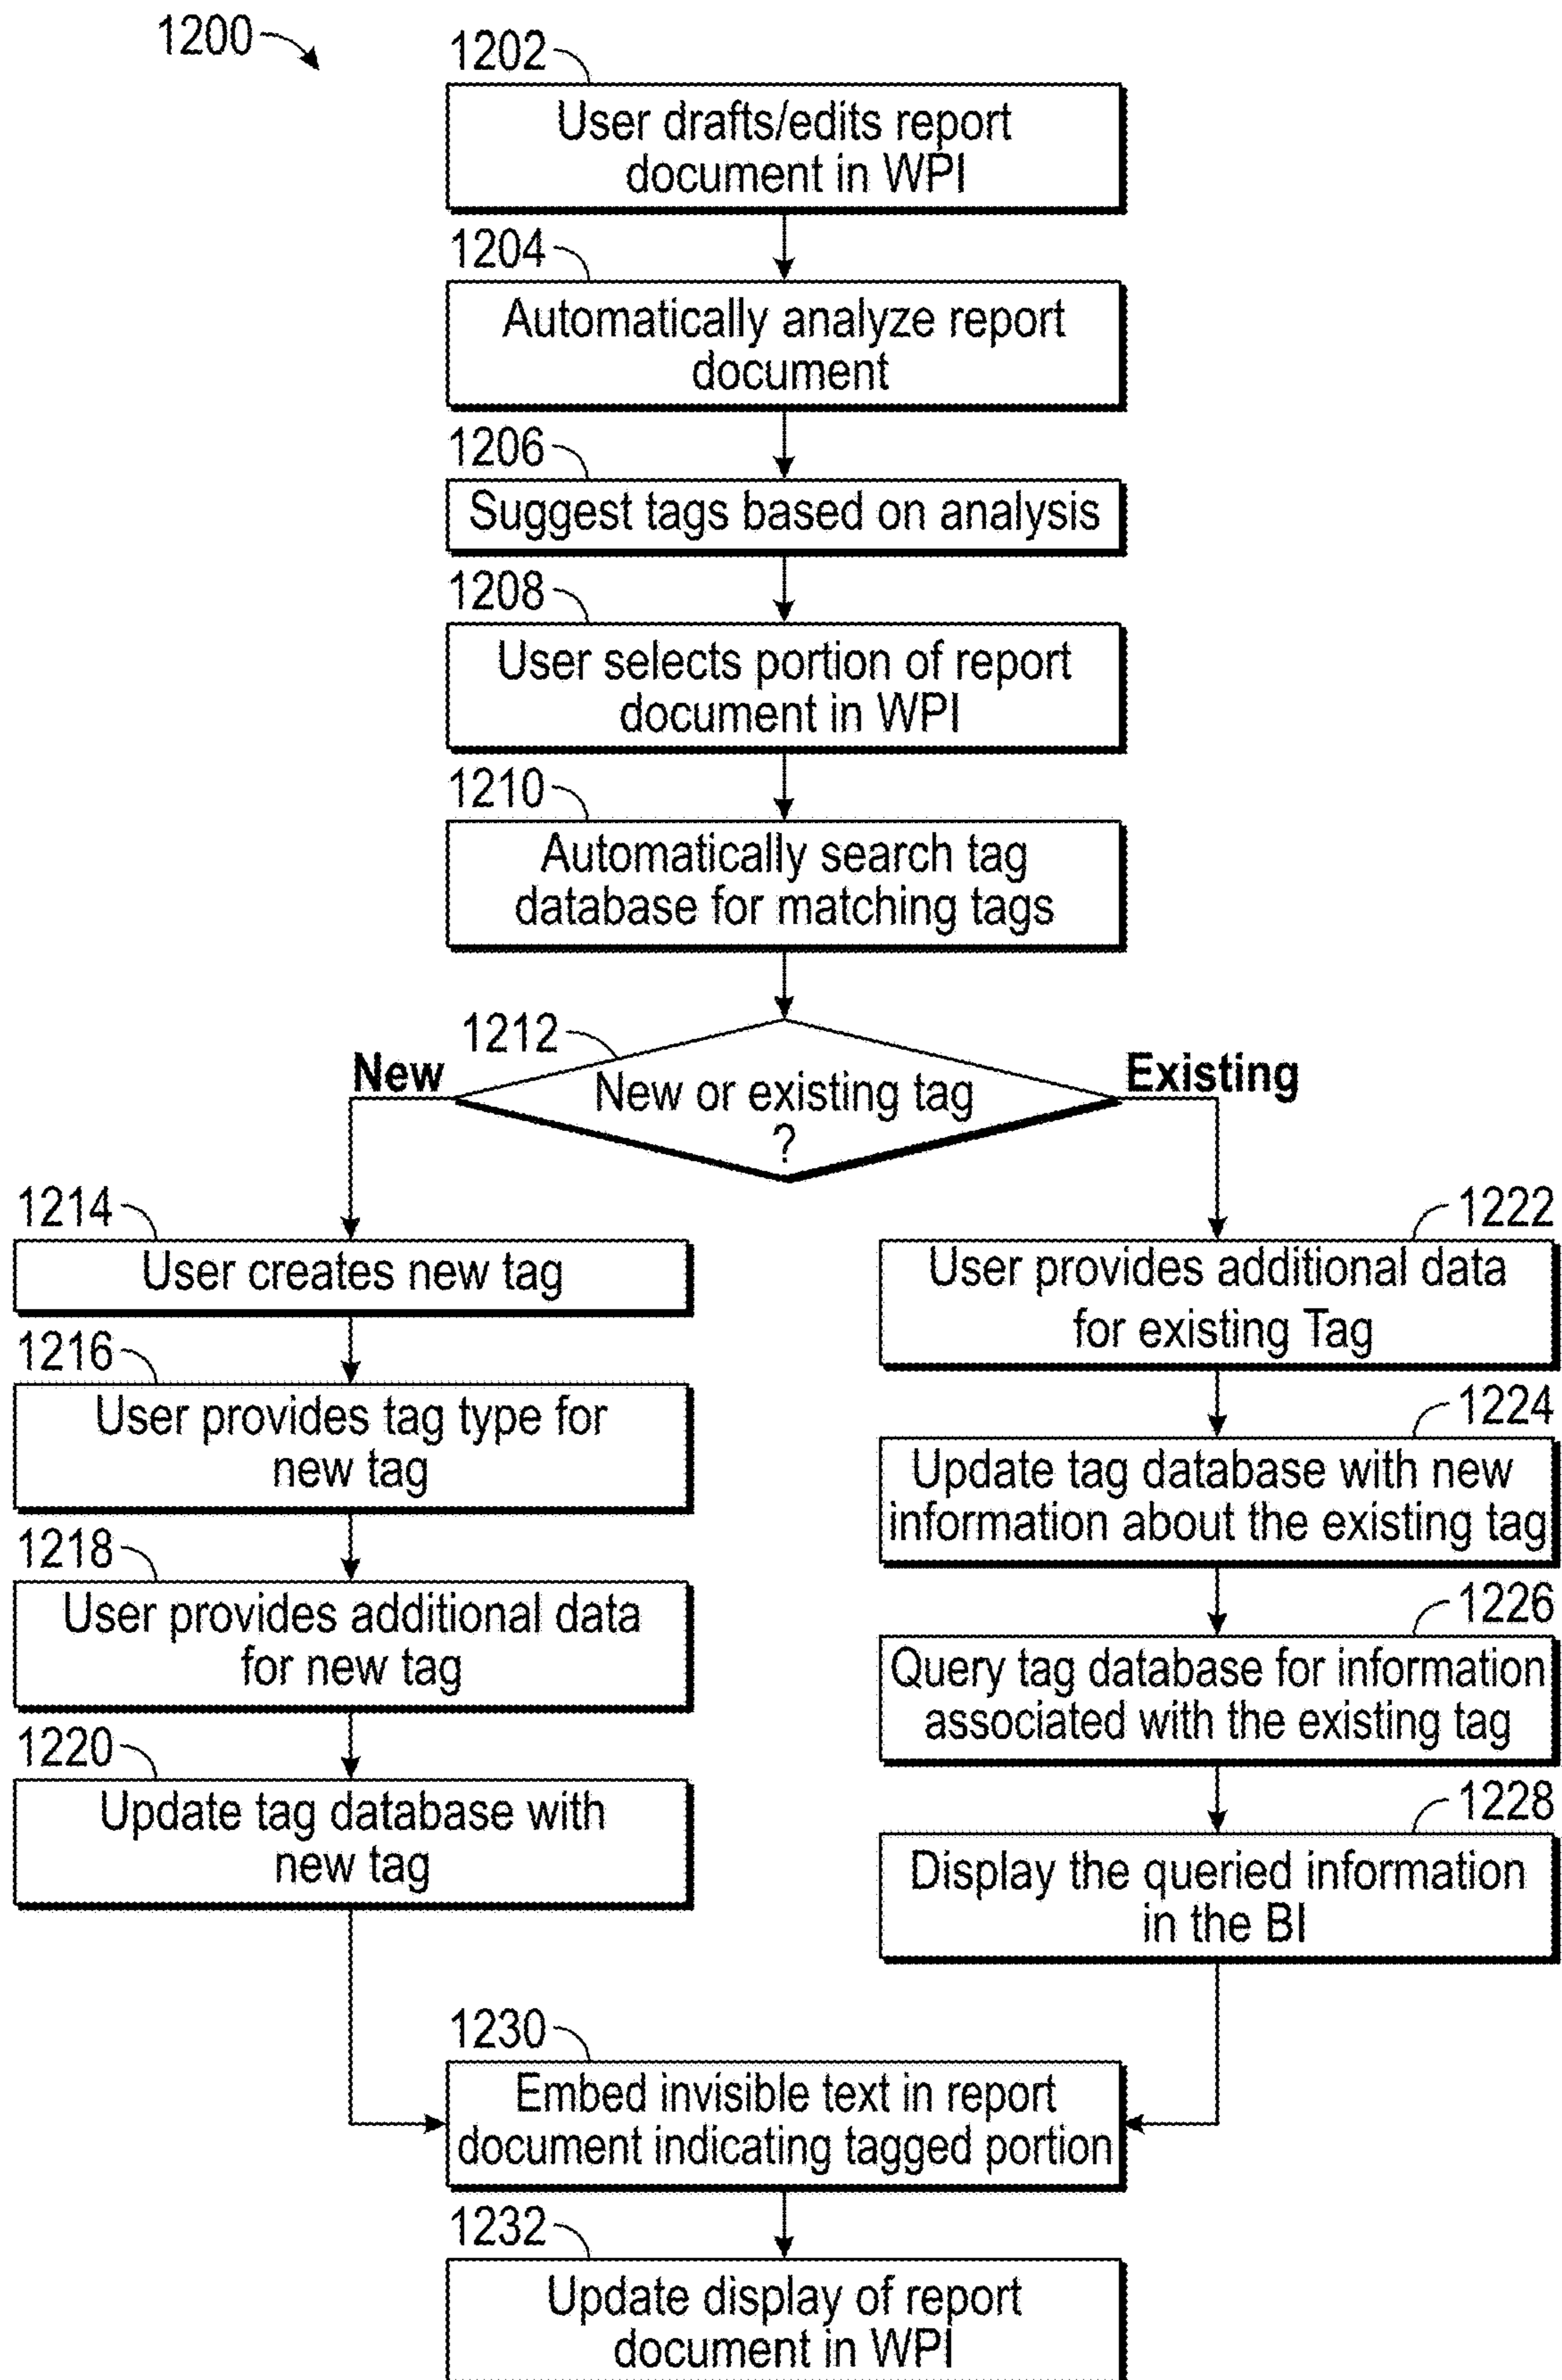 1200
1202
User drafts/edits report
document in WPI
1204
Automatically analyze report
document
1206
Suggest tags based on analysis
1208
User selects portion of report
document in WPI
1210
Automatically search tag
database for matching tags
1212
New or existing tag
?
New
Existing
1214
User creates new tag
1216
User provides tag type for
new tag
1218
User provides additional data
for new tag
1220
Update tag database with
new tag
1222
User provides additional data
for existing Tag
1224
Update tag database with new
information about the existing tag
1226
Query tag database for information
associated with the existing tag
1228
Display the queried information
in the BI
1230
Embed invisible text in report
document indicating tagged portion
1232
Update display of report
document in WPI